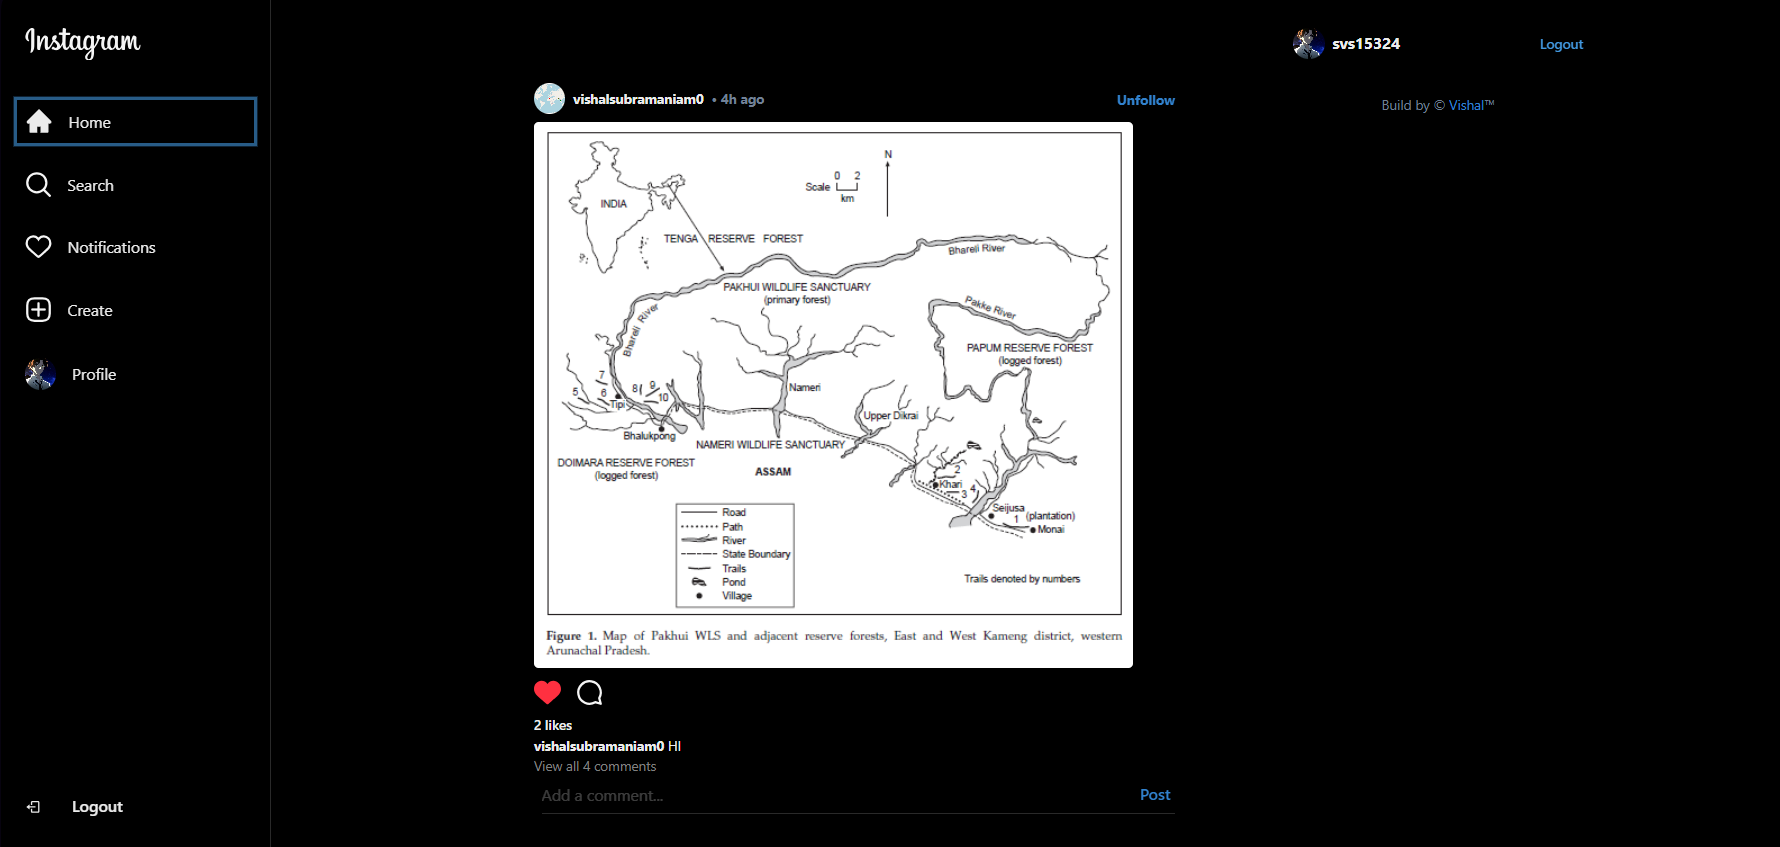 Instagram
Home
Search
Notifications
Create
Profile
Logout
vishalsubramaniam0 • 4h ago
Unfollow
INDIA
N
0 2
Scale
km
TENGA RESERVE FOREST
Bhareli River
PAKHUI WILDLIFE SANCTUARY
(primary forest)
Bhareli River
Pakke River
PAPUM RESERVE FOREST
(logged forest)
7
5
6
8
9
10
Tipi
Nameri
Upper Dikrai
Bhalukpong
NAMERI WILDLIFE SANCTUARY
DOIMARA RESERVE FOREST
(logged forest)
ASSAM
2
Khari
3
4
Seijusa
1
(plantation)
Monai
Road
Path
River
State Boundary
Trails
Pond
Village
Trails denoted by numbers
Figure 1. Map of Pakhui WLS and adjacent reserve forests, East and West Kameng district, western
Arunachal Pradesh.
2 likes
vishalsubramaniam0 HI
View all 4 comments
Add a comment...
Post
svs15324
Logout
Build by © Vishal™